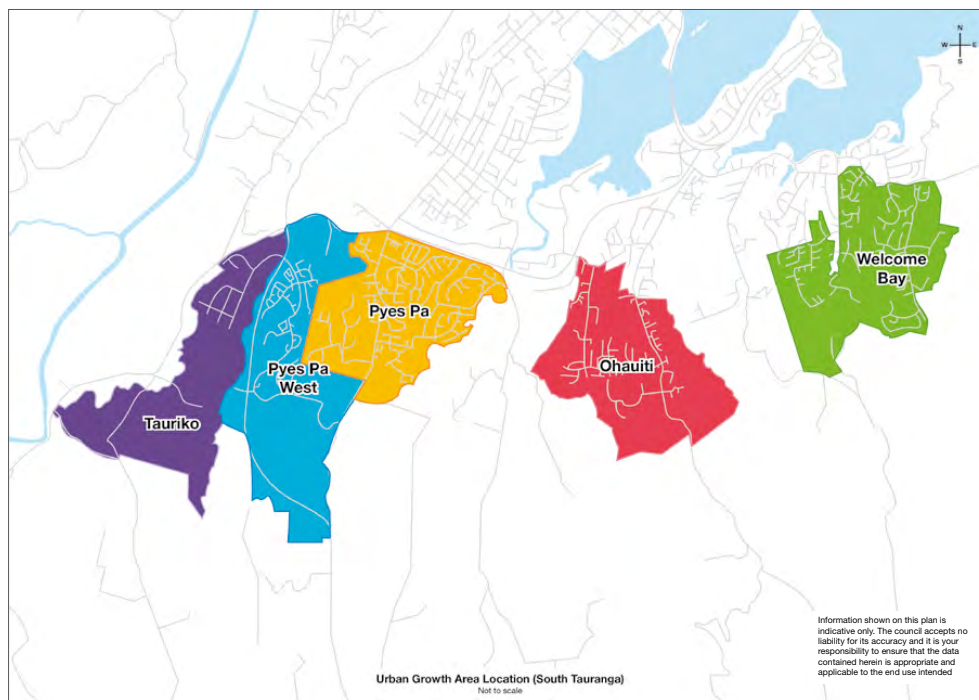 N
W E
S
Welcome
Bay
Pyes Pa
Ohauiti
Pyes Pa
West
Tauriko
Information shown on this plan is
indicative only. The council accepts no
liability for its accuracy and it is your
responsibility to ensure that the data
contained herein is appropriate and
applicable to the end use intended
Urban Growth Area Location (South Tauranga)
Not to scale